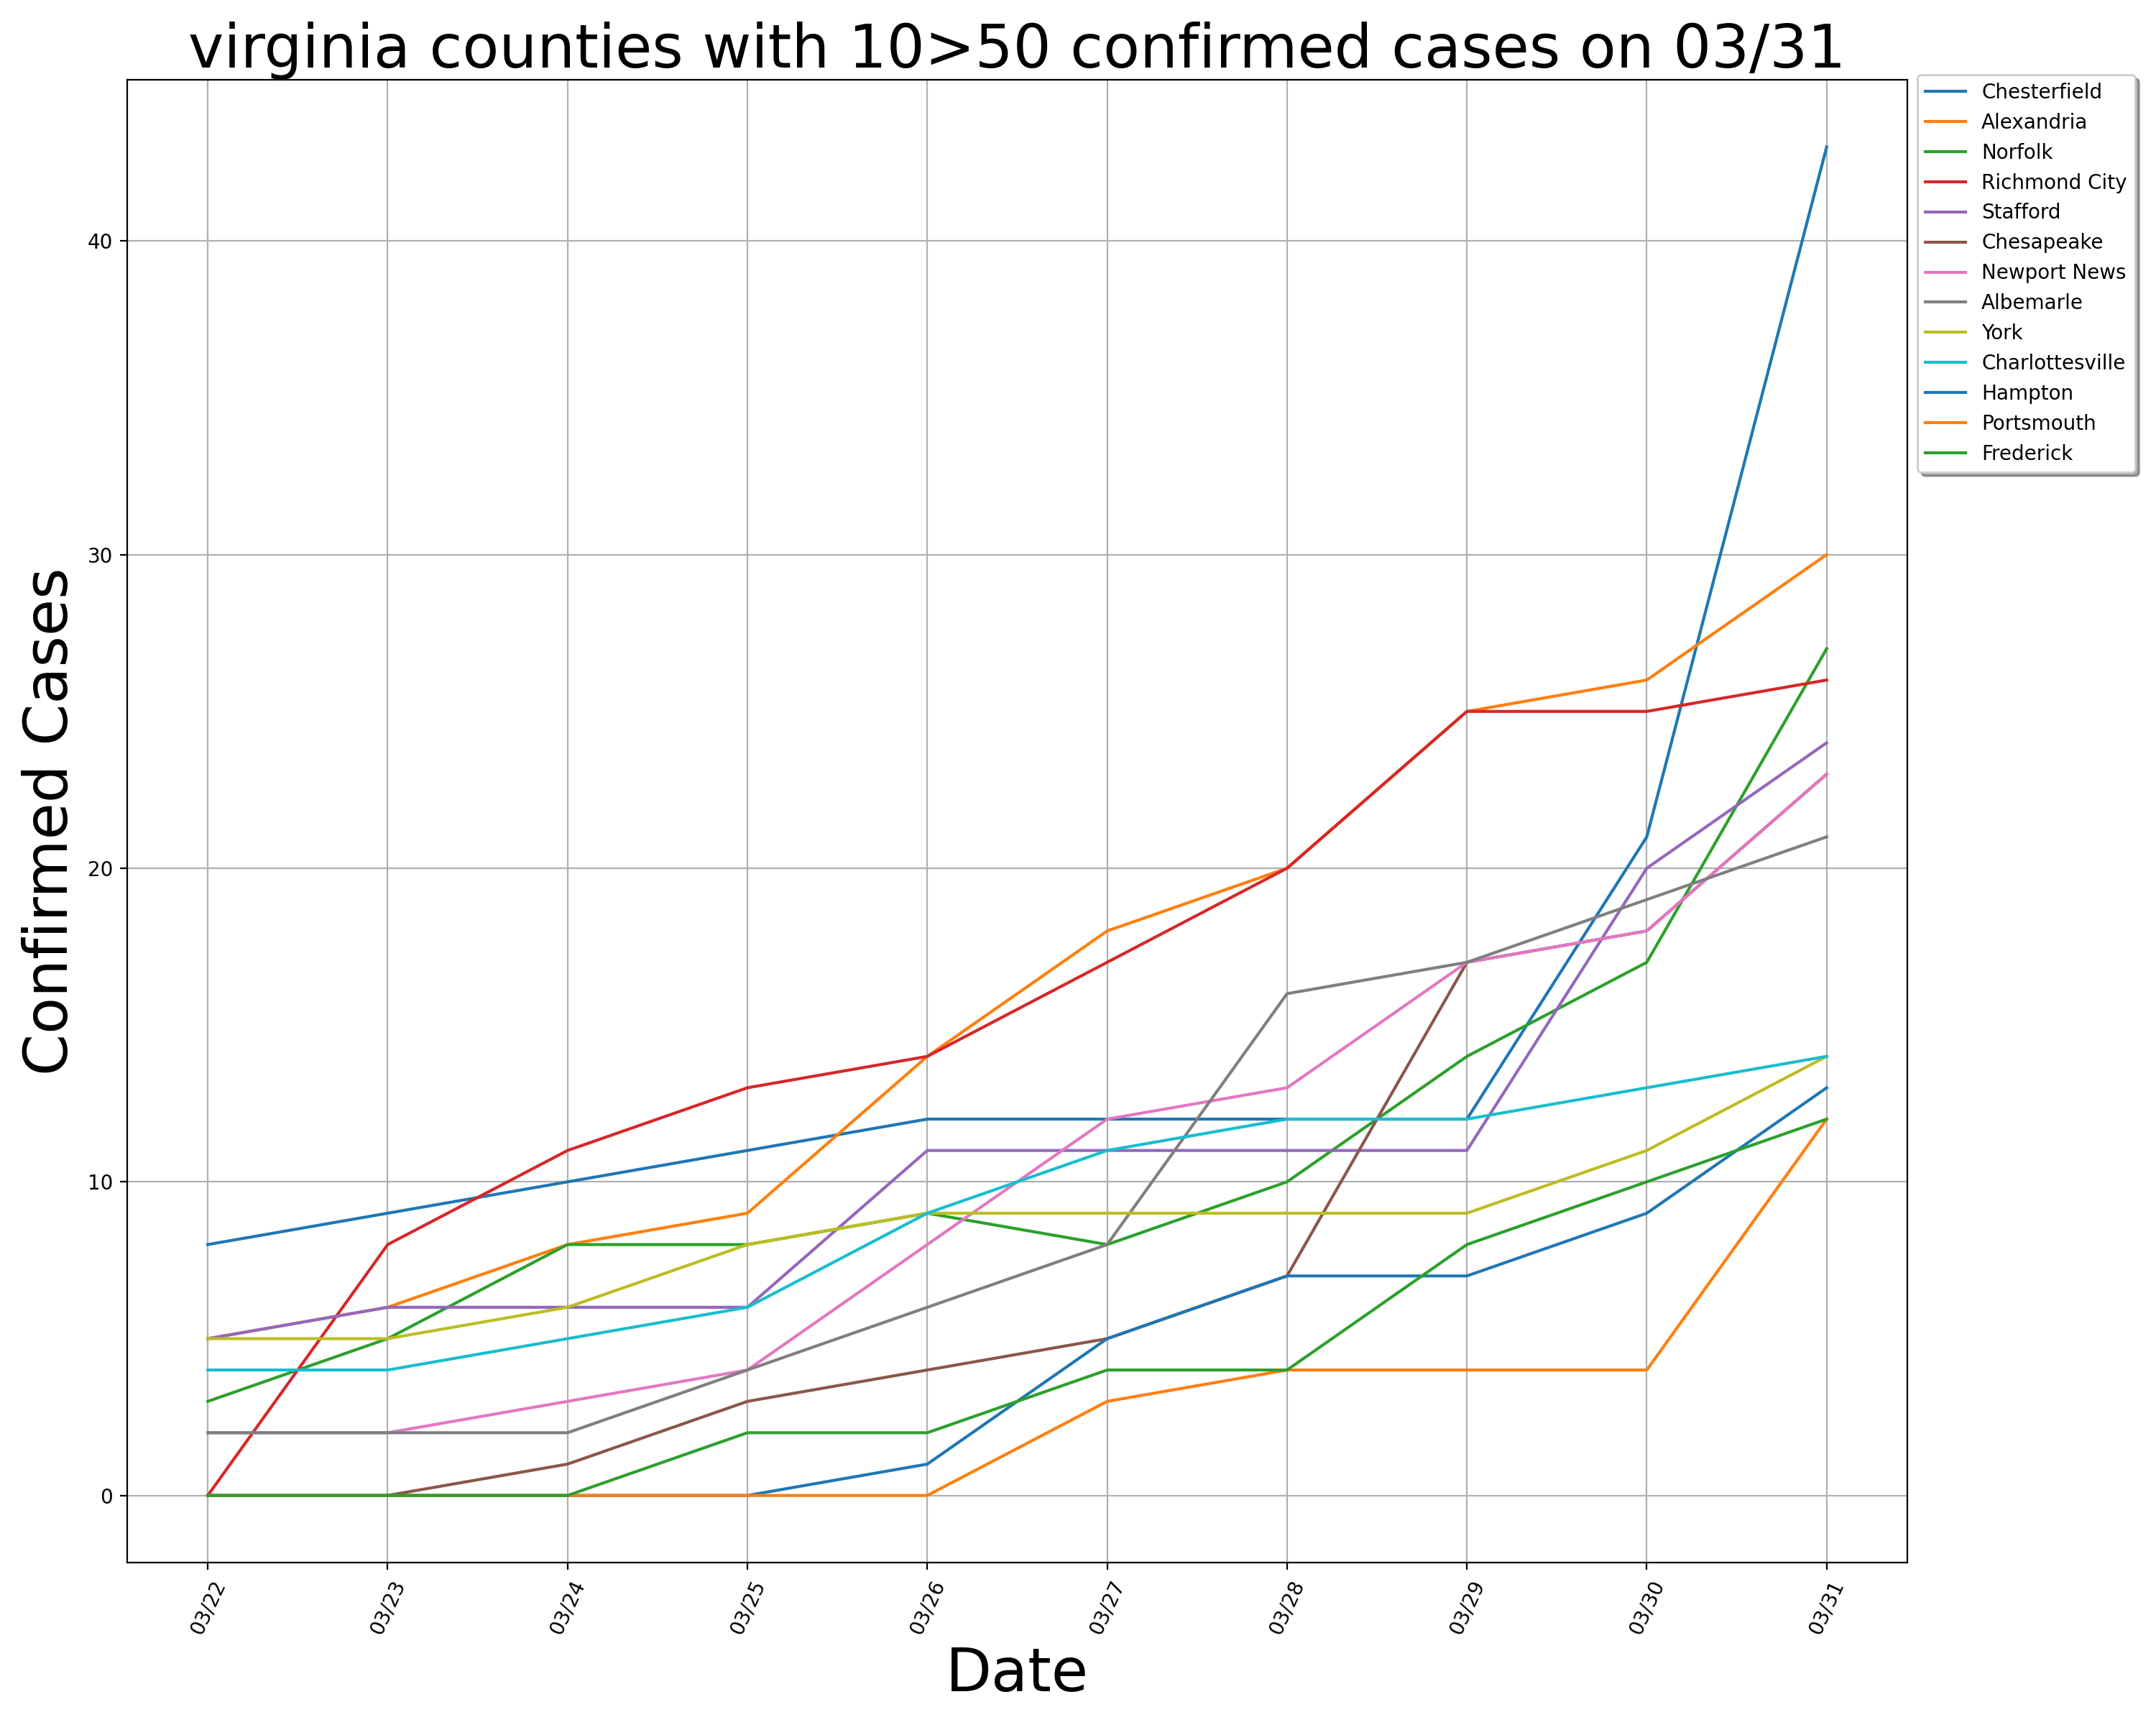 virginia counties with 10>50 confirmed cases on 03/31
Chesterfield
Alexandria
Norfolk
Richmond City
Stafford
Chesapeake
Newport News
Albemarle
York
Charlottesville
Hampton
Portsmouth
Frederick
Confirmed Cases
40
30
20
10
0
03/22
03/23
03/24
03/25
03/26
03/27
03/28
03/29
03/30
03/31
Date